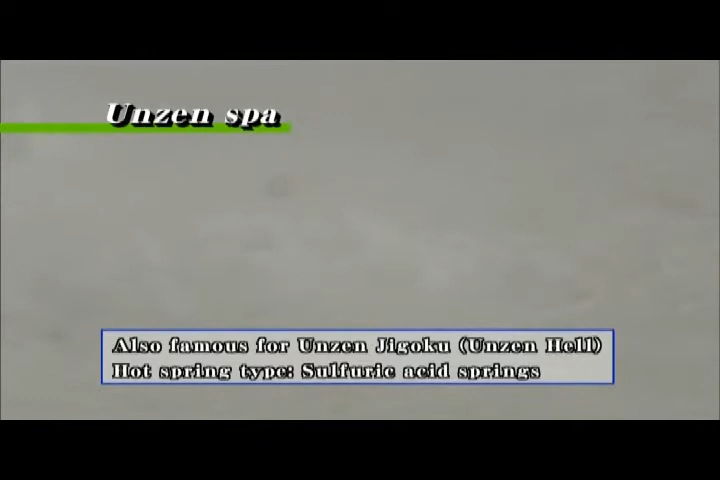 Unzen spa
Also famous for Unzen Jigoku (Unzen Hell)
Hot spring type: Sulfuric acid springs